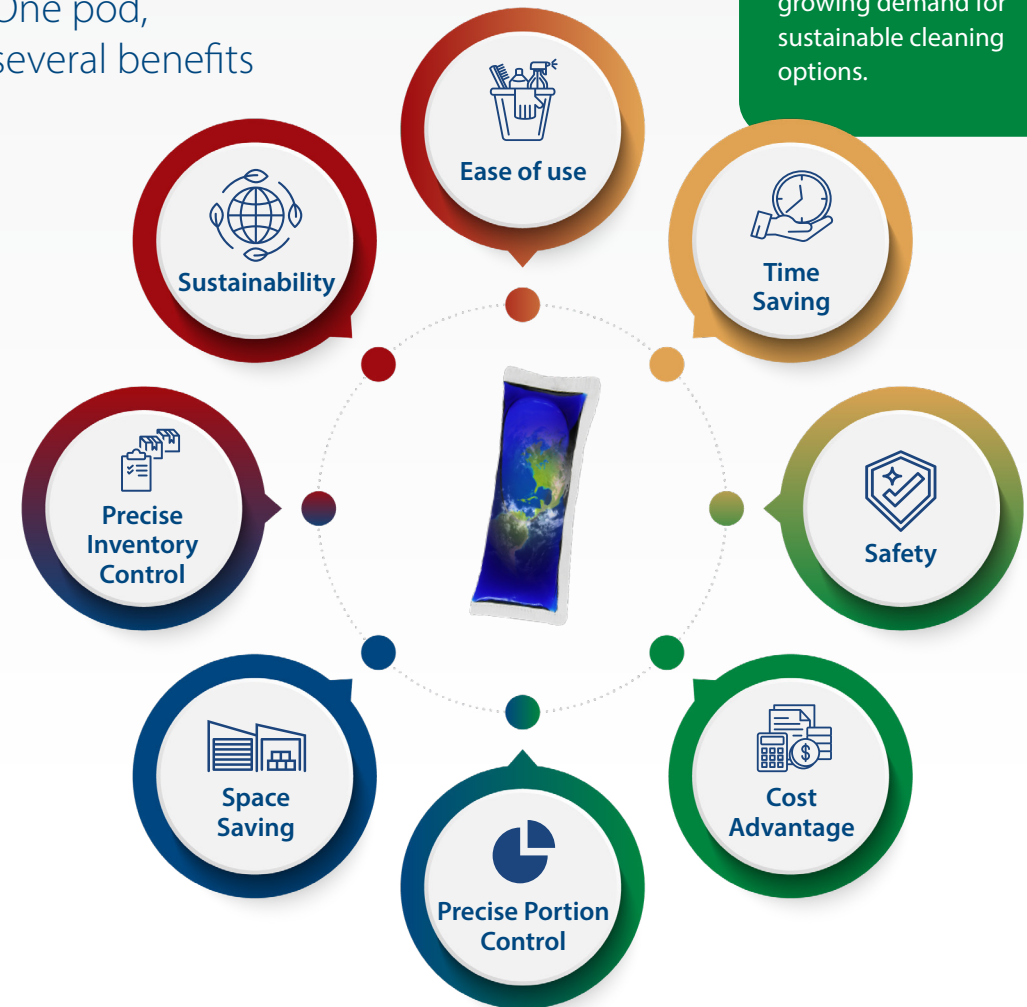 One pod,
several benefits
growing demand for
sustainable cleaning
options.
Ease of use
Time
Saving
Safety
Cost
Advantage
Precise Portion
Control
Space
Saving
Precise
Inventory
Control
Sustainability